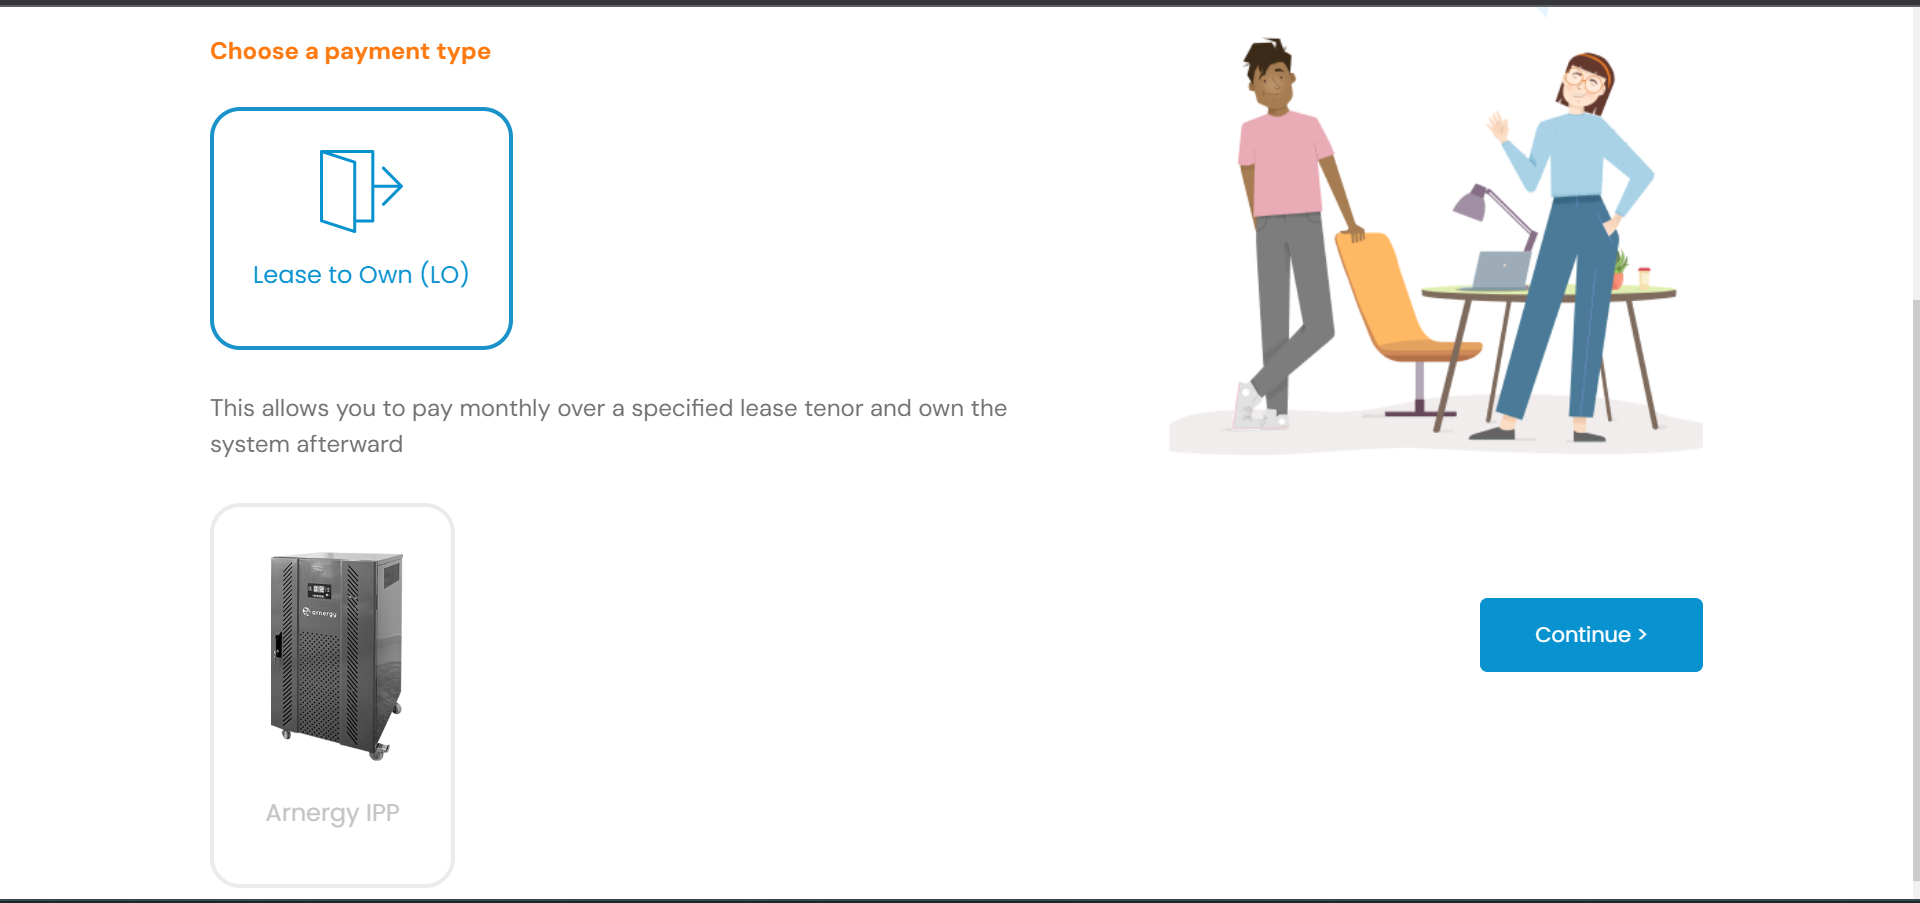 Choose a payment type
Lease to Own (LO)
This allows you to pay monthly over a specified lease tenor and own the
system afterward
arnergy
Arnergy IPP
Continue >